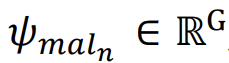 ψ_{mal_n} ∈ ℝ^G